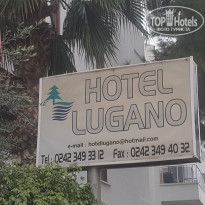 TOP Hotels
ФОТО ТУРИСТА
HOTEL
LUGANO
e-mail : hotellugano@hotmail.com
Tel : 0242 349 33 12 Fax : 0242 349 40 32